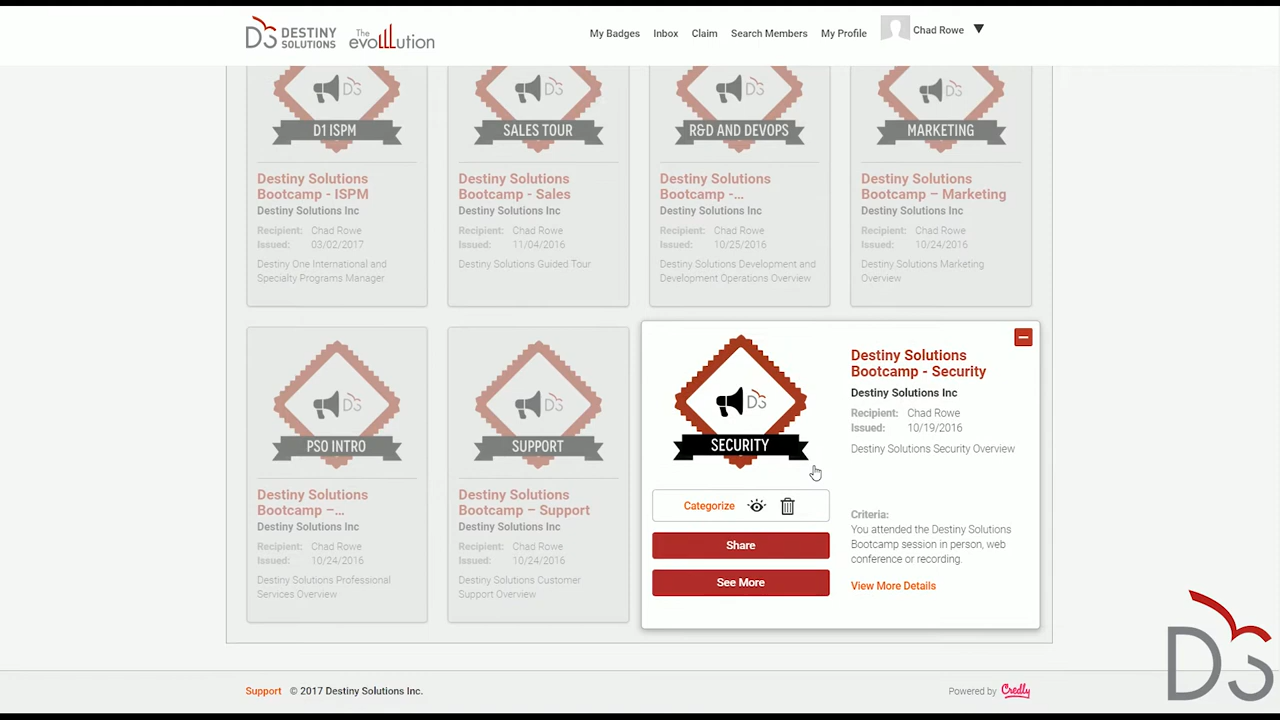 DESTINY
SOLUTIONS
The
evolllution
My Badges
Inbox
Claim
Search Members
My Profile
Chad Rowe
D1 ISPM
Destiny Solutions
Bootcamp - ISPM
Destiny Solutions Inc
Recipient: Chad Rowe
Issued: 03/02/2017
Destiny One International and
Specialty Programs Manager
SALES TOUR
Destiny Solutions
Bootcamp - Sales
Destiny Solutions Inc
Recipient: Chad Rowe
Issued: 11/04/2016
Destiny Solutions Guided Tour
R&D AND DEVOPS
Destiny Solutions
Bootcamp -...
Destiny Solutions Inc
Recipient: Chad Rowe
Issued: 10/25/2016
Destiny Solutions Development and
Development Operations Overview
MARKETING
Destiny Solutions
Bootcamp – Marketing
Destiny Solutions Inc
Recipient: Chad Rowe
Issued: 10/24/2016
Destiny Solutions Marketing
Overview
PSO INTRO
Destiny Solutions
Bootcamp –...
Destiny Solutions Inc
Recipient: Chad Rowe
Issued: 10/24/2016
Destiny Solutions Professional
Services Overview
SUPPORT
Destiny Solutions
Bootcamp – Support
Destiny Solutions Inc
Recipient: Chad Rowe
Issued: 10/24/2016
Destiny Solutions Customer
Support Overview
SECURITY
Categorize
Share
See More
Destiny Solutions
Bootcamp - Security
Destiny Solutions Inc
Recipient: Chad Rowe
Issued: 10/19/2016
Destiny Solutions Security Overview
Criteria:
You attended the Destiny Solutions
Bootcamp session in person, web
conference or recording.
View More Details
Support © 2017 Destiny Solutions Inc.
Powered by Credly